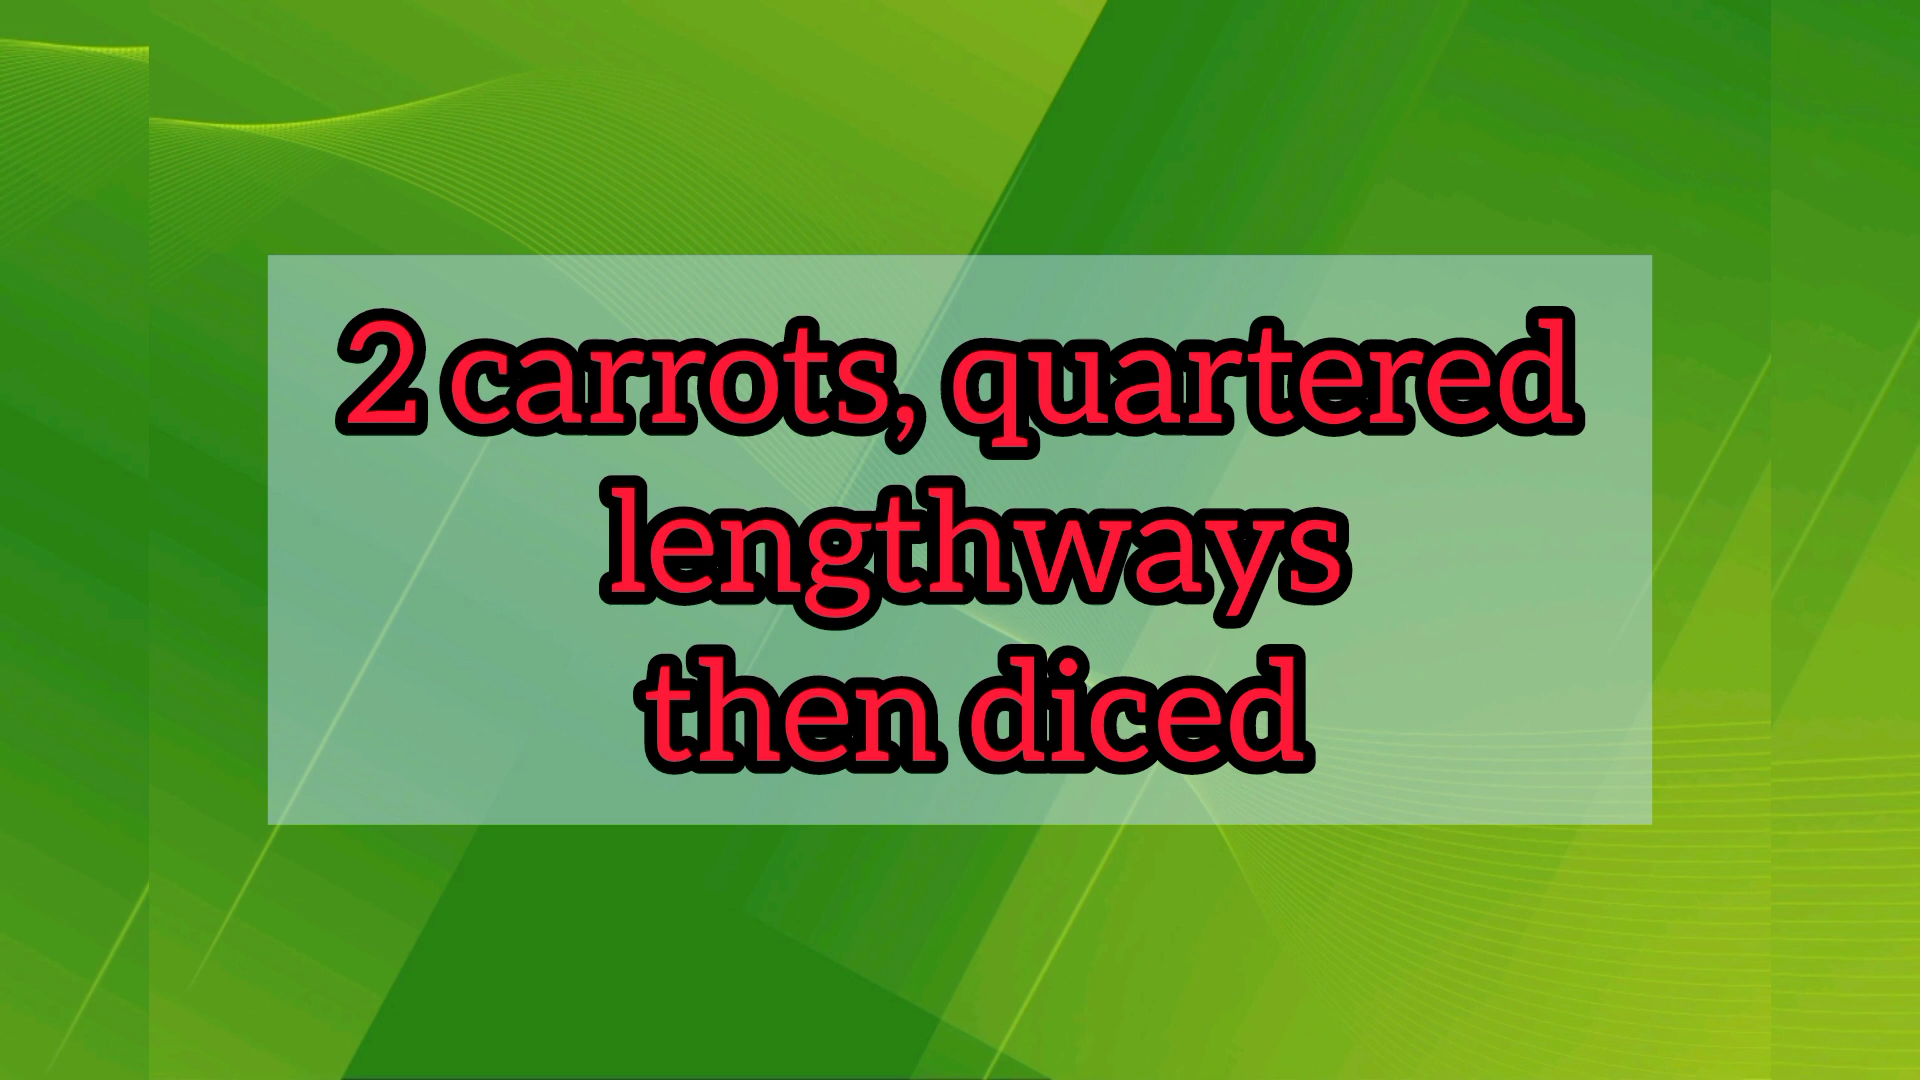 2 carrots, quartered
lengthways
then diced